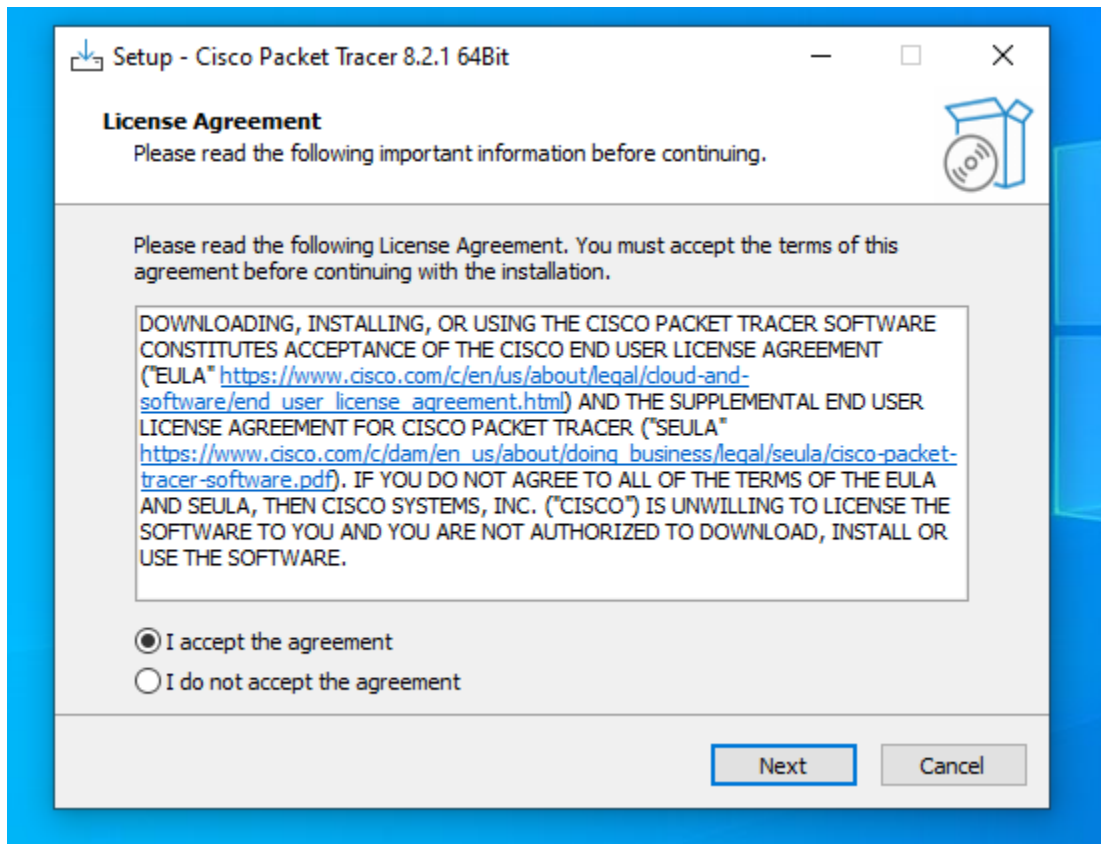 Setup - Cisco Packet Tracer 8.2.1 64Bit
License Agreement
Please read the following important information before continuing.
Please read the following License Agreement. You must accept the terms of this
agreement before continuing with the installation.
DOWNLOADING, INSTALLING, OR USING THE CISCO PACKET TRACER SOFTWARE
CONSTITUTES ACCEPTANCE OF THE CISCO END USER LICENSE AGREEMENT
("EULA" https://www.cisco.com/c/en/us/about/legal/cloud-and-
software/end_user_license_agreement.html) AND THE SUPPLEMENTAL END USER
LICENSE AGREEMENT FOR CISCO PACKET TRACER ("SEULA"
https://www.cisco.com/c/dam/en_us/about/doing_business/legal/seula/cisco-packet-
tracer-software.pdf). IF YOU DO NOT AGREE TO ALL OF THE TERMS OF THE EULA
AND SEULA, THEN CISCO SYSTEMS, INC. ("CISCO") IS UNWILLING TO LICENSE THE
SOFTWARE TO YOU AND YOU ARE NOT AUTHORIZED TO DOWNLOAD, INSTALL OR
USE THE SOFTWARE.
I accept the agreement
I do not accept the agreement
Next Cancel